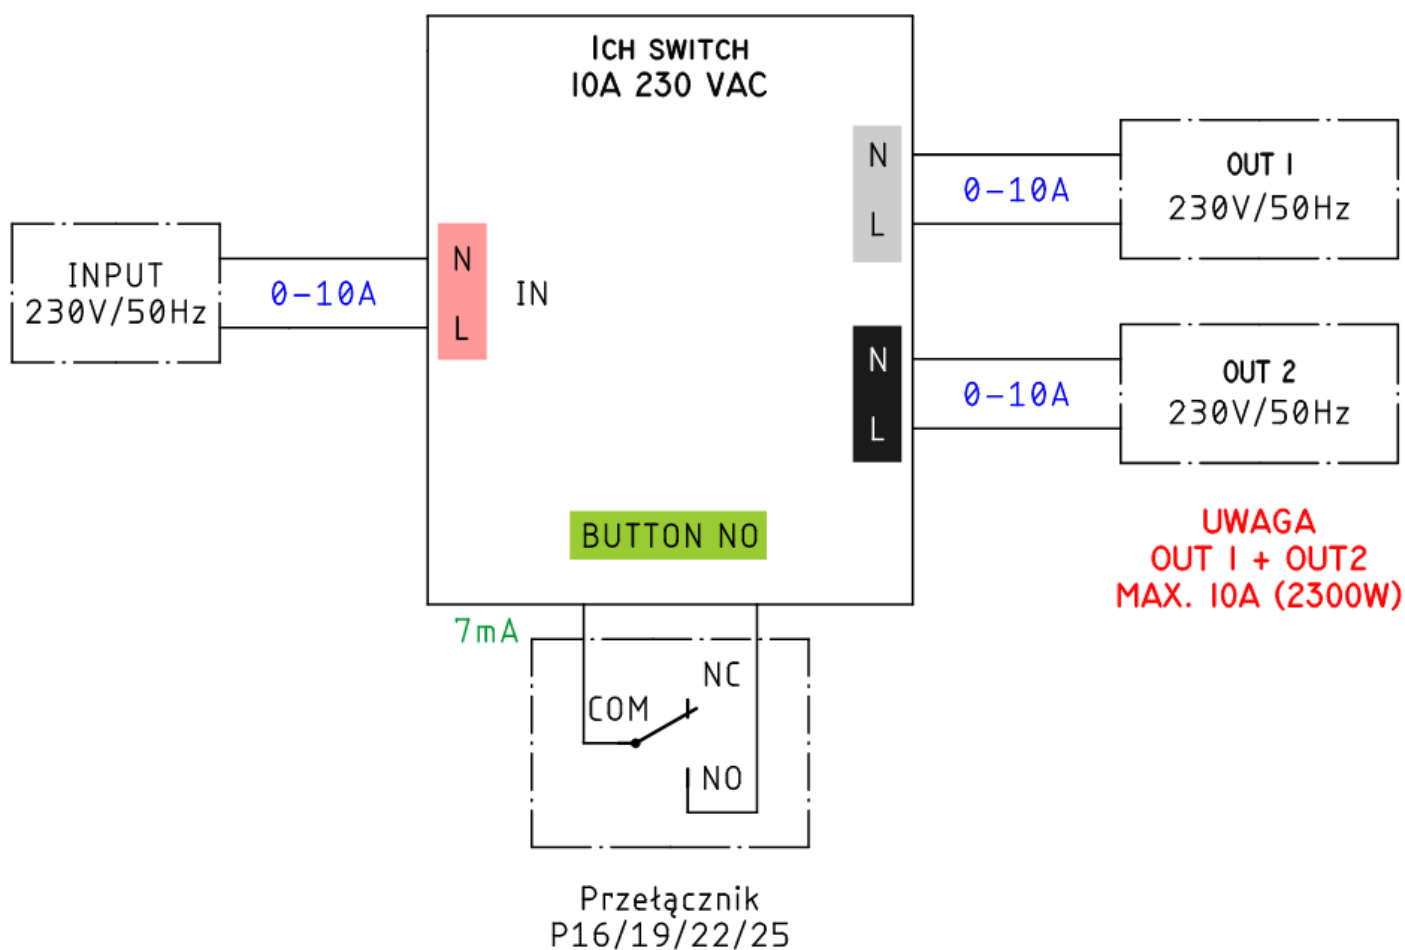 ICH SWITCH
10A 230 VAC
N
L
0-10A
OUT 1
230V/50Hz
INPUT
230V/50Hz
0-10A
N
L
IN
N
L
0-10A
OUT 2
230V/50Hz
BUTTON NO
UWAGA
OUT 1 + OUT2
MAX. 10A (2300W)
7mA
NC
COM
NO
Przełącznik
P16/19/22/25